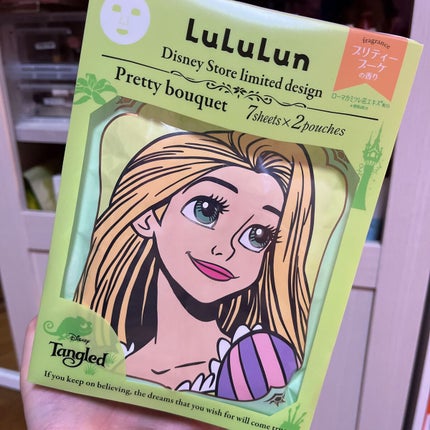 LuLuLun
Disney Store limited design
Pretty bouquet
7sheets×2pouches
fragrance
プリティー
ブーケ
の香り
Disney
Tangled
If you keep on believing, the dreams that you wish for will come tr